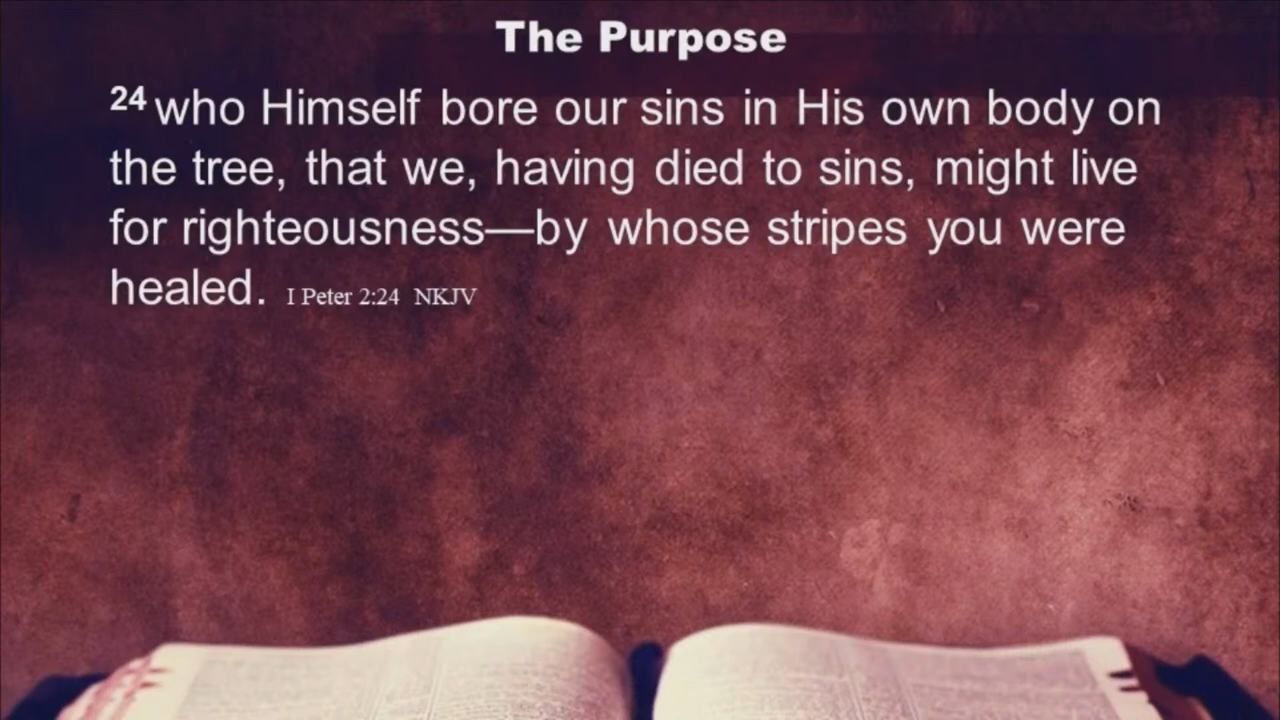 The Purpose
24 who Himself bore our sins in His own body on
the tree, that we, having died to sins, might live
for righteousness—by whose stripes you were
healed. I Peter 2:24 NKJV